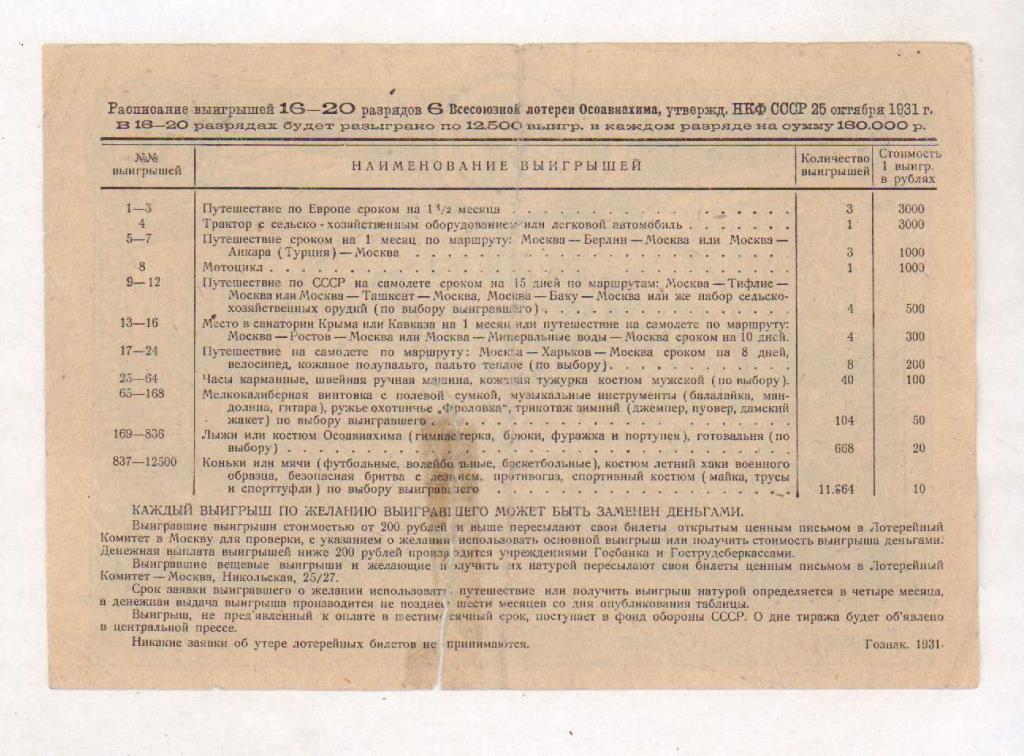 Расписание выигрышей 16—20 разрядов 6 Всесоюзной лотереи Осоавиахима, утвержд. НКФ СССР 25 октября 1931 г.
В 16—20 разрядах будет разыграно по 12.500 выигр. в каждом разряде на сумму 160.000 р.
№№ выигрышей НАИМЕНОВАНИЕ ВЫИГРЫШЕЙ Количество выигрышей Стоимость 1 выигр. в рублях
1—3 Путешествие по Европе сроком на 1 1/2 месяца 3 3000
4 Трактор с сельско-хозяйственным оборудованием или легковой автомобиль 1 3000
5—7 Путешествие сроком на 1 месяц по маршруту: Москва—Берлин—Москва или Москва—
Анкара (Турция)—Москва 3 1000
8 Мотоцикл 1 1000
9—12 Путешествие по СССР на самолете сроком на 15 дней по маршрутам: Москва—Тифлис—
Москва или Москва—Ташкент—Москва, Москва—Баку—Москва или же набор сельско-
хозяйственных орудий (по выбору выигравшего) 4 500
13—16 Место в санатории Крыма или Кавказа на 1 месяц или путешествие на самолете по маршруту:
Москва—Ростов—Москва или Москва—Минеральные воды—Москва сроком на 10 дней. 4 300
17—24 Путешествие на самолете по маршруту: Москва—Харьков—Москва сроком на 8 дней,
велосипед, кожаное полупальто, пальто теплое (по выбору) 8 200
25—64 Часы карманные, швейная ручная машина, кожаная тужурка костюм мужской (по выбору). 40 100
65—168 Мелкокалиберная винтовка с полевой сумкой, музыкальные инструменты (балалайка, ман-
долина, гитара), ружье охотничье „Фроловка", трикотаж зимний (джемпер, пуовер, дамский
жакет) по выбору выигравшего 104 50
169—836 Лыжи или костюм Осоавиахима (гимнастерка, брюки, фуражка и портупея), готовальня (по
выбору) 668 20
837—12500 Коньки или мячи (футбольные, волейбольные, баскетбольные), костюм летний хаки военного
образца, безопасная бритва с лезвием, противогаз, спортивный костюм (майка, трусы
и спорттуфли) по выбору выигравшего 11.664 10
КАЖДЫЙ ВЫИГРЫШ ПО ЖЕЛАНИЮ ВЫИГРАВШЕГО МОЖЕТ БЫТЬ ЗАМЕНЕН ДЕНЬГАМИ.
Выигравшие выигрыши стоимостью от 200 рублей и выше пересылают свои билеты открытым ценным письмом в Лотерейный
Комитет в Москву для проверки, с указанием о желании использовать основной выигрыш или получить стоимость выигрыша деньгами.
Денежная выплата выигрышей ниже 200 рублей производится учреждениями Госбанка и Гострудсберкассами.
Выигравшие вещевые выигрыши и желающие получить их натурой пересылают свои билеты ценным письмом в Лотерейный
Комитет—Москва, Никольская, 25/27.
Срок заявки выигравшего о желании использовать путешествие или получить выигрыш натурой определяется в четыре месяца,
а денежная выдача выигрыша производится не позднее шести месяцев со дня опубликования таблицы.
Выигрыш, не пред'явленный к оплате в шестимесячный срок, поступает в фонд обороны СССР. О дне тиража будет об'явлено
в центральной прессе.
Никакие заявки об утере лотерейных билетов не принимаются. Гознак. 1931.